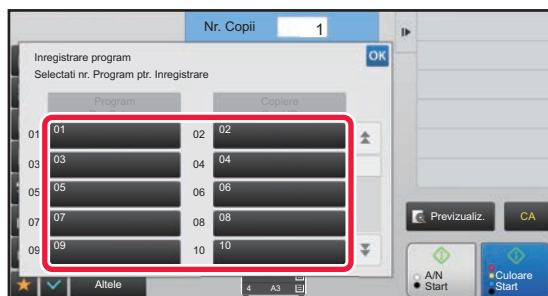 Nr. Copii 1
Inregistrare program
OK
Selectati nr. Program ptr. Inregistrare
Program
Copiere
01 01
02 02
03 03
04 04
05 05
06 06
07 07
08 08
09 09
10 10
Previzualiz.
CA
Altele
4 A3
A/N
Start
Culoare
Start